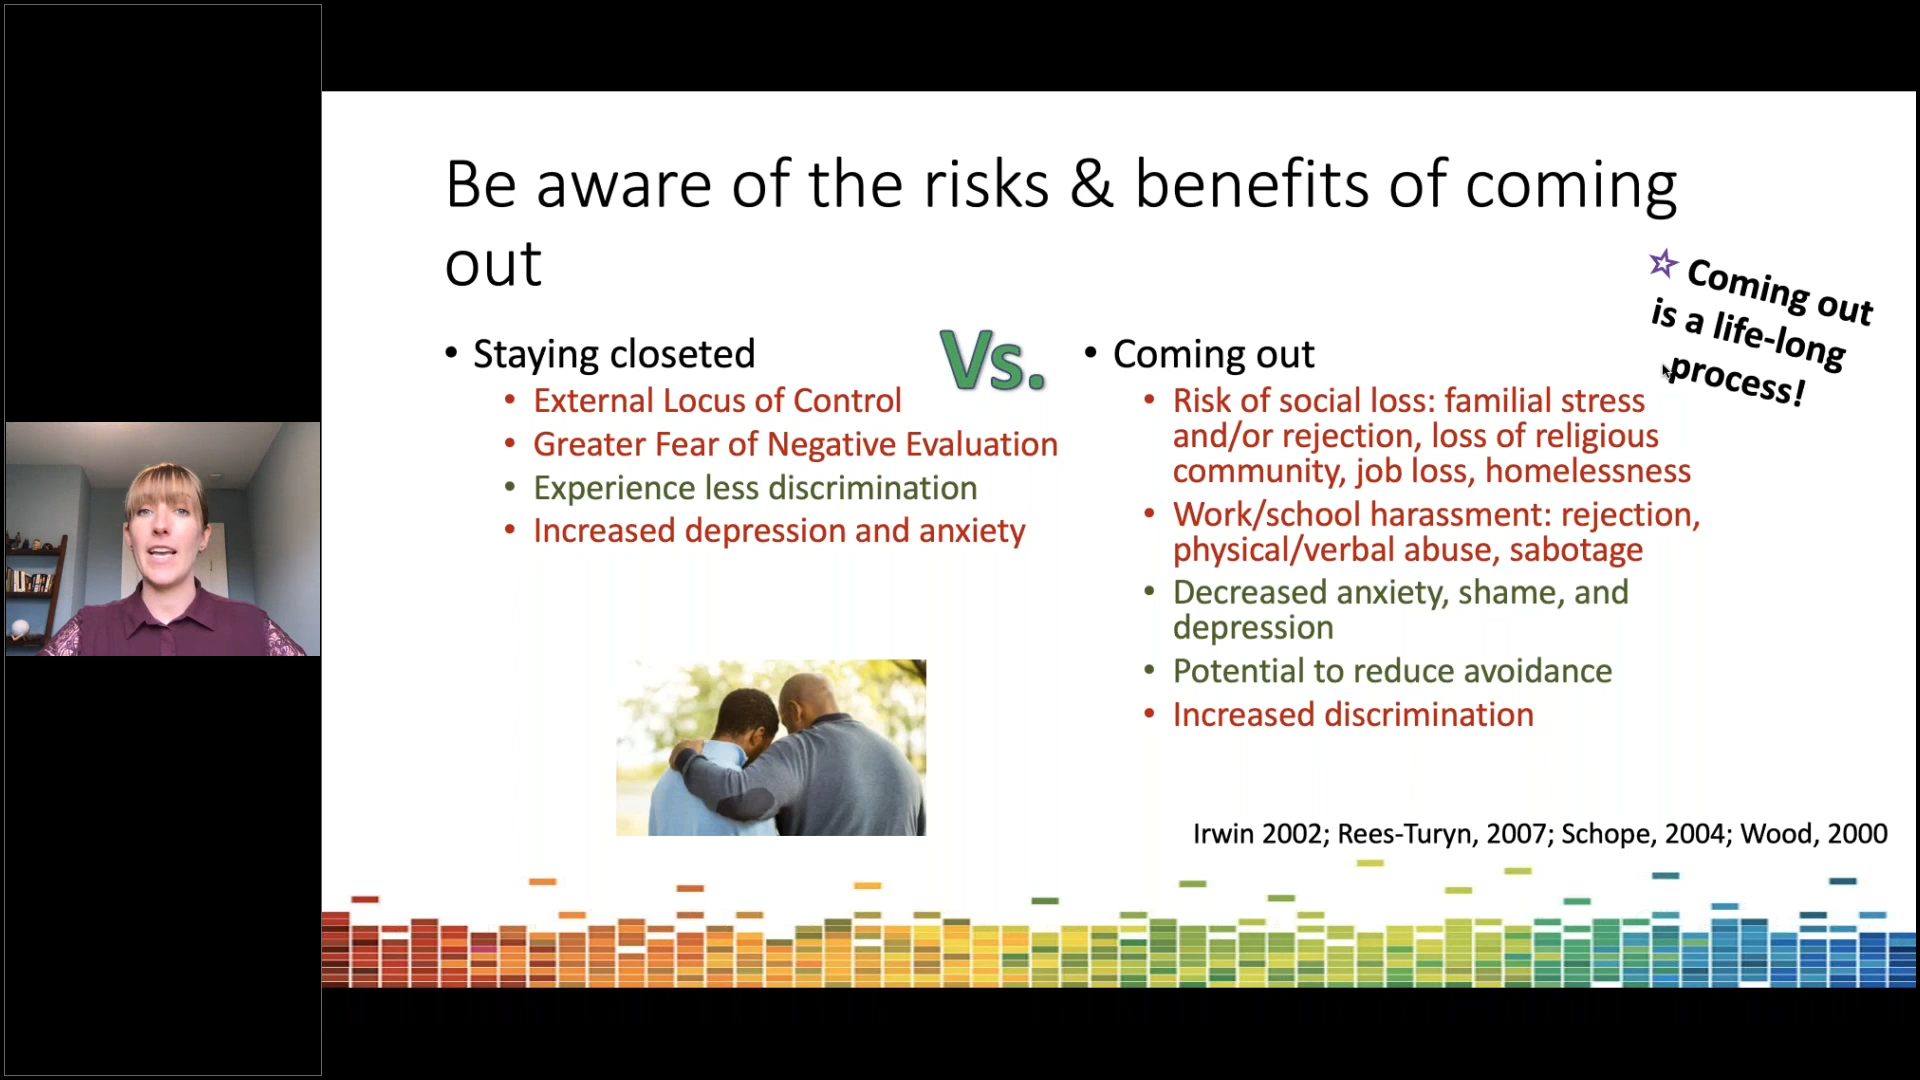 Be aware of the risks & benefits of coming
out
☆ Coming out
is a life-long
process!
• Staying closeted
• External Locus of Control
• Greater Fear of Negative Evaluation
• Experience less discrimination
• Increased depression and anxiety
Vs.
• Coming out
• Risk of social loss: familial stress
and/or rejection, loss of religious
community, job loss, homelessness
• Work/school harassment: rejection,
physical/verbal abuse, sabotage
• Decreased anxiety, shame, and
depression
• Potential to reduce avoidance
• Increased discrimination
Irwin 2002; Rees-Turyn, 2007; Schope, 2004; Wood, 2000